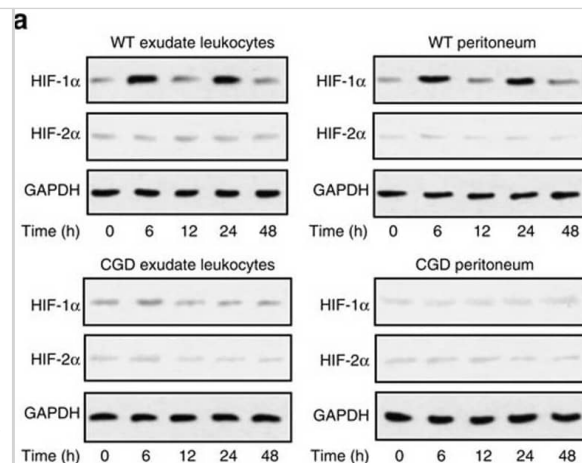 a
WT exudate leukocytes
HIF-1α
HIF-2α
GAPDH
Time (h) 0 6 12 24 48
WT peritoneum
HIF-1α
HIF-2α
GAPDH
Time (h) 0 6 12 24 48
CGD exudate leukocytes
HIF-1α
HIF-2α
GAPDH
Time (h) 0 6 12 24 48
CGD peritoneum
HIF-1α
HIF-2α
GAPDH
Time (h) 0 6 12 24 48